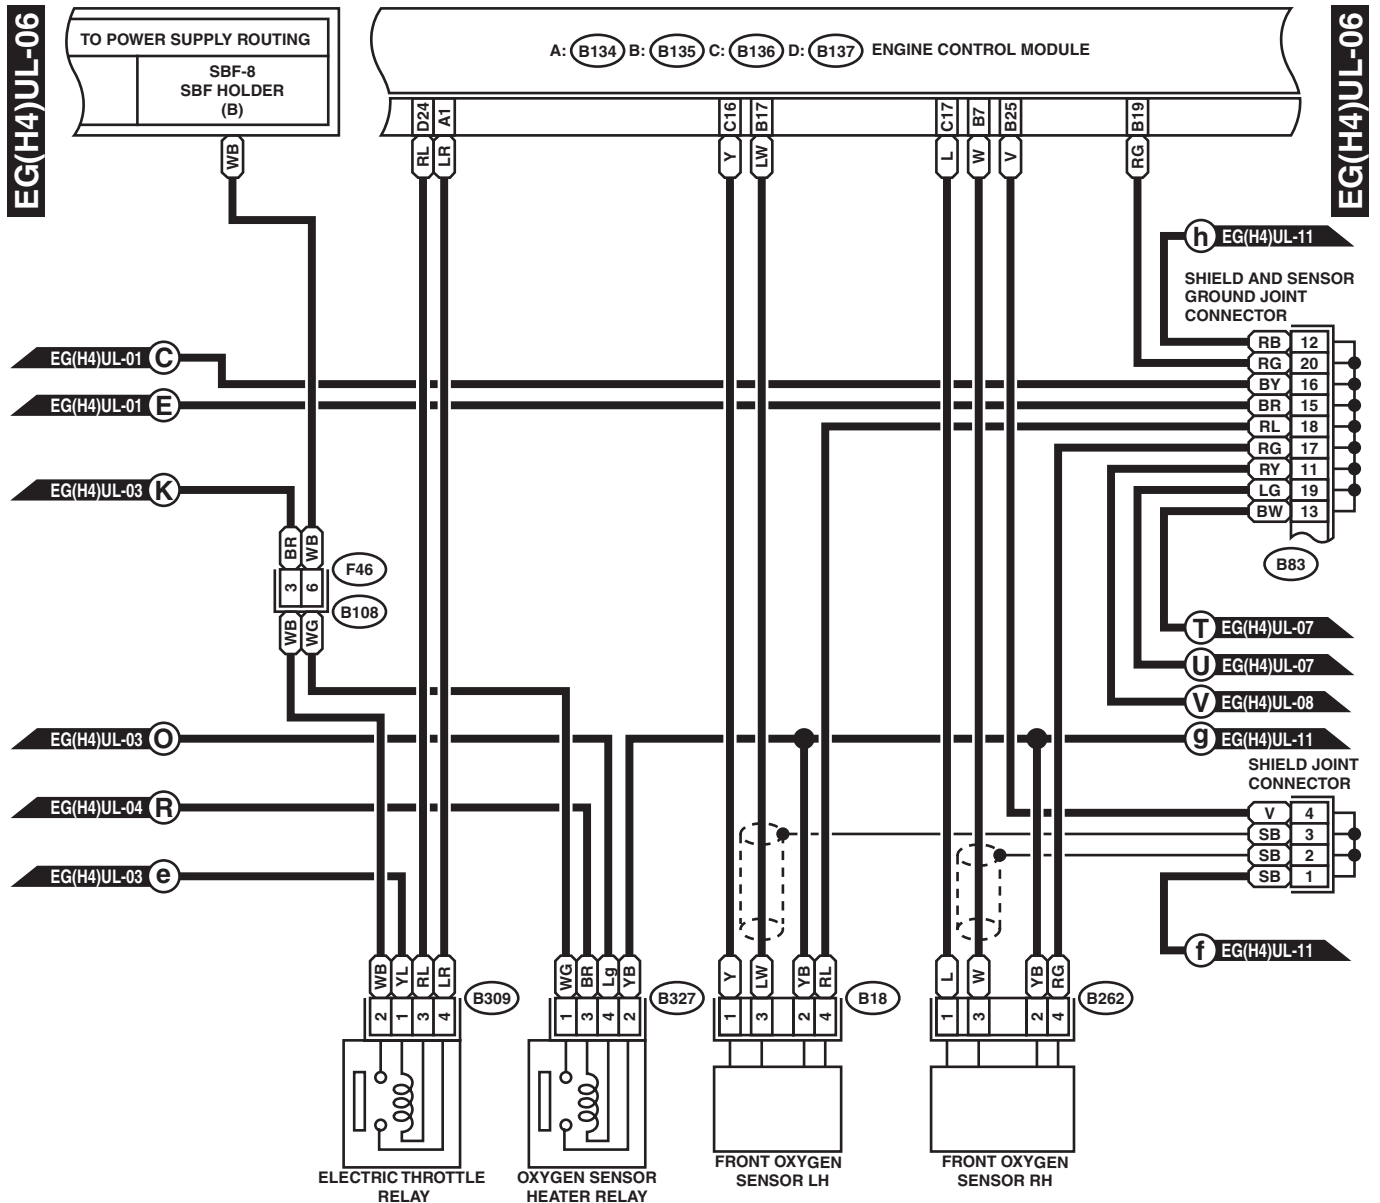 EG(H4)UL-06
EG(H4)UL-06
TO POWER SUPPLY ROUTING
SBF-8
SBF HOLDER
(B)
A: B134 B: B135 C: B136 D: B137 ENGINE CONTROL MODULE
D24 A1 C16 B17 C17 B7 B25 B19
WB RL LR Y LW L W V RG
h EG(H4)UL-11
SHIELD AND SENSOR
GROUND JOINT
CONNECTOR
RB 12
RG 20
BY 16
BR 15
RL 18
RG 17
RY 11
LG 19
BW 13
B83
EG(H4)UL-01 C
EG(H4)UL-01 E
EG(H4)UL-03 K
BR WB
3 6
F46
B108
WB WG
T EG(H4)UL-07
U EG(H4)UL-07
V EG(H4)UL-08
EG(H4)UL-03 O
g EG(H4)UL-11
SHIELD JOINT
CONNECTOR
EG(H4)UL-04 R
V 4
SB 3
SB 2
SB 1
EG(H4)UL-03 e
f EG(H4)UL-11
WB YL RL LR
2 1 3 4
B309
WG BR Lg YB
1 3 4 2
B327
Y LW YB RL
1 3 2 4
B18
L W YB RG
1 3 2 4
B262
ELECTRIC THROTTLE
RELAY
OXYGEN SENSOR
HEATER RELAY
FRONT OXYGEN
SENSOR LH
FRONT OXYGEN
SENSOR RH